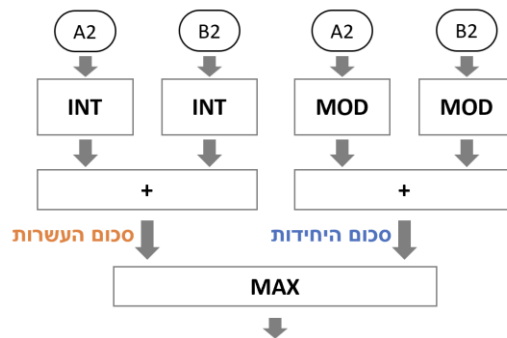 A2 B2 A2 B2
INT INT MOD MOD
+ +
סכום העשרות סכום היחידות
MAX